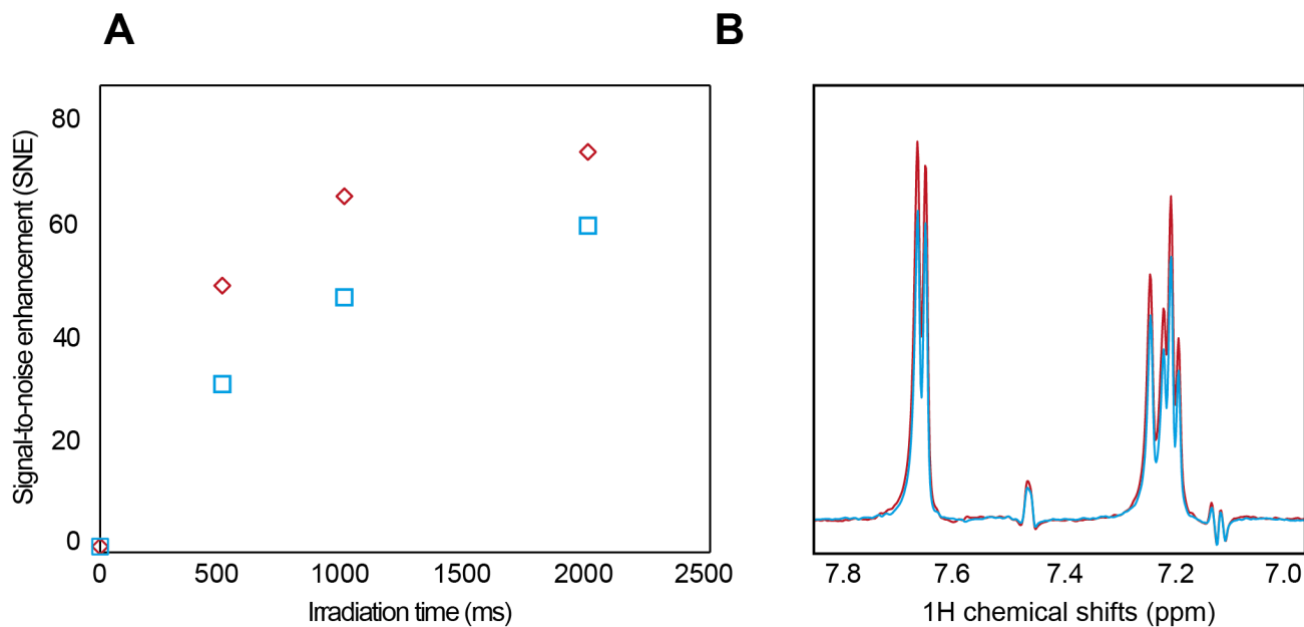 A
B
Signal-to-noise enhancement (SNE)
80
60
40
20
0
0 500 1000 1500 2000 2500
Irradiation time (ms)
7.8 7.6 7.4 7.2 7.0
1H chemical shifts (ppm)